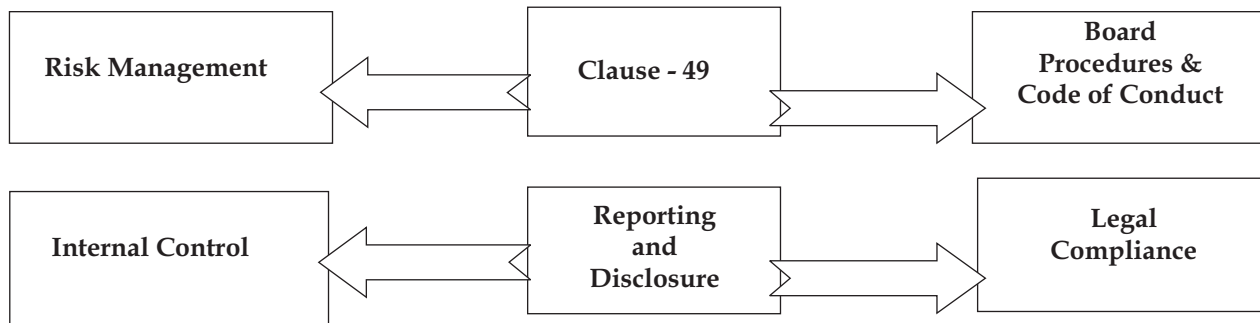 Risk Management
Clause - 49
Board
Procedures &
Code of Conduct
Internal Control
Reporting
and
Disclosure
Legal
Compliance